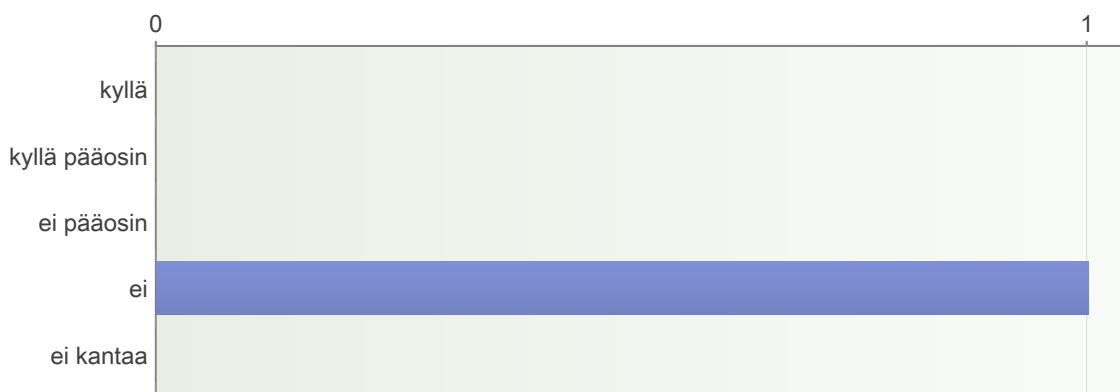 0 1
kyllä
kyllä pääosin
ei pääosin
ei
ei kantaa